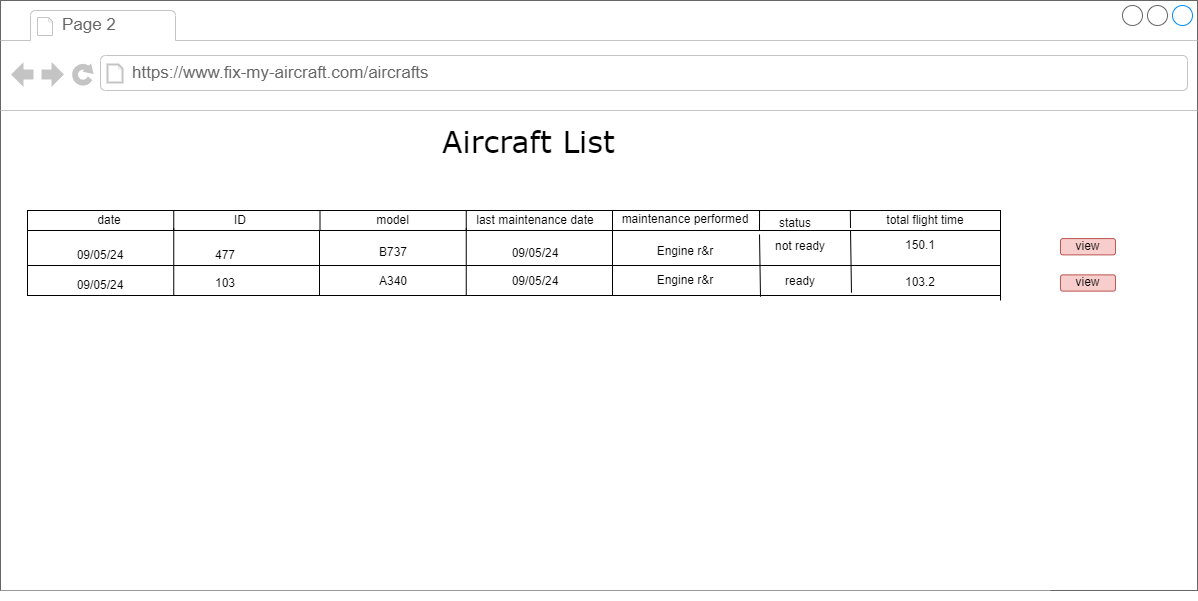 Page 2
https://www.fix-my-aircraft.com/aircrafts
Aircraft List
date ID model last maintenance date maintenance performed status total flight time
09/05/24 477 B737 09/05/24 Engine r&r not ready 150.1 view
09/05/24 103 A340 09/05/24 Engine r&r ready 103.2 view